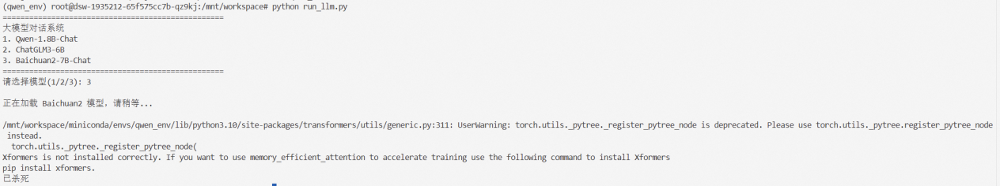 (qwen_env) root@dsw-1935212-65f575cc7b-qz9kj:/mnt/workspace# python run_llm.py
==================================================
大模型对话系统
1. Qwen-1.8B-Chat
2. ChatGLM3-6B
3. Baichuan2-7B-Chat
==================================================
请选择模型(1/2/3): 3
正在加载 Baichuan2 模型，请稍等...
/mnt/workspace/miniconda/envs/qwen_env/lib/python3.10/site-packages/transformers/utils/generic.py:311: UserWarning: torch.utils._pytree._register_pytree_node is deprecated. Please use torch.utils._pytree.register_pytree_node
instead.
torch.utils._pytree._register_pytree_node(
Xformers is not installed correctly. If you want to use memory_efficient_attention to accelerate training use the following command to install Xformers
pip install xformers.
已杀死